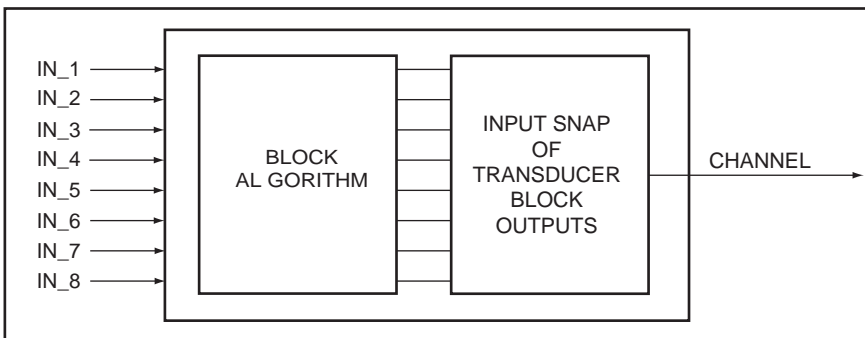 IN_1
IN_2
IN_3
IN_4
IN_5
IN_6
IN_7
IN_8
BLOCK
AL GORITHM
INPUT SNAP
OF
TRANSDUCER
BLOCK
OUTPUTS
CHANNEL